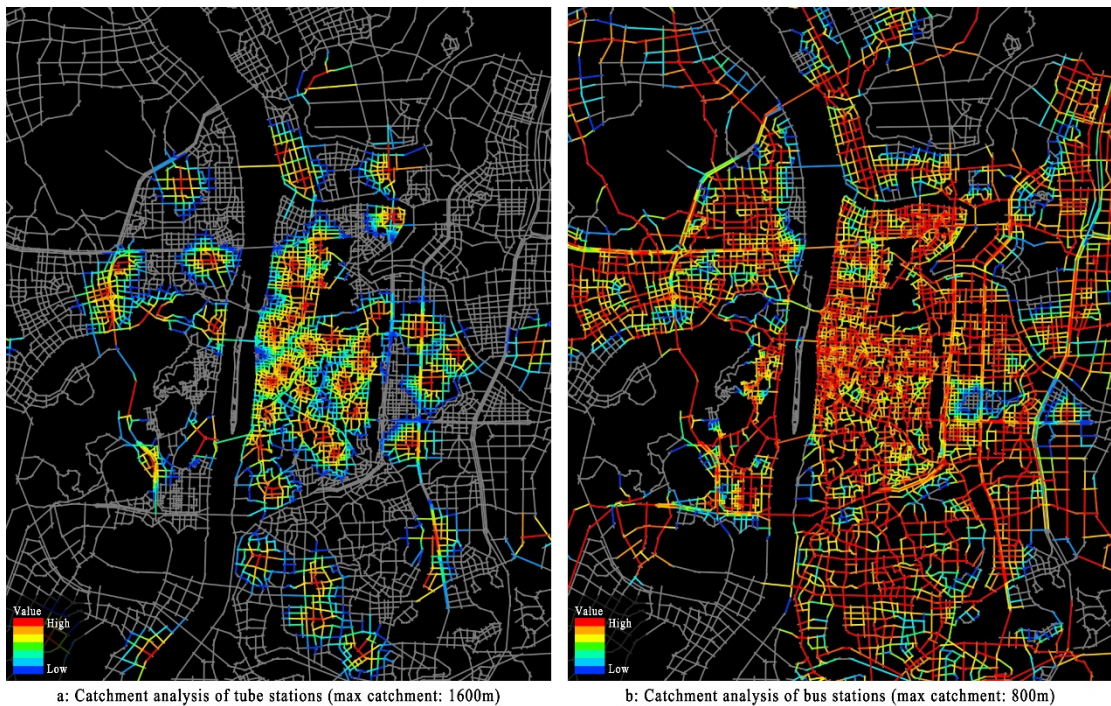 Value
High
Low
Value
High
Low
a: Catchment analysis of tube stations (max catchment: 1600m)
b: Catchment analysis of bus stations (max catchment: 800m)